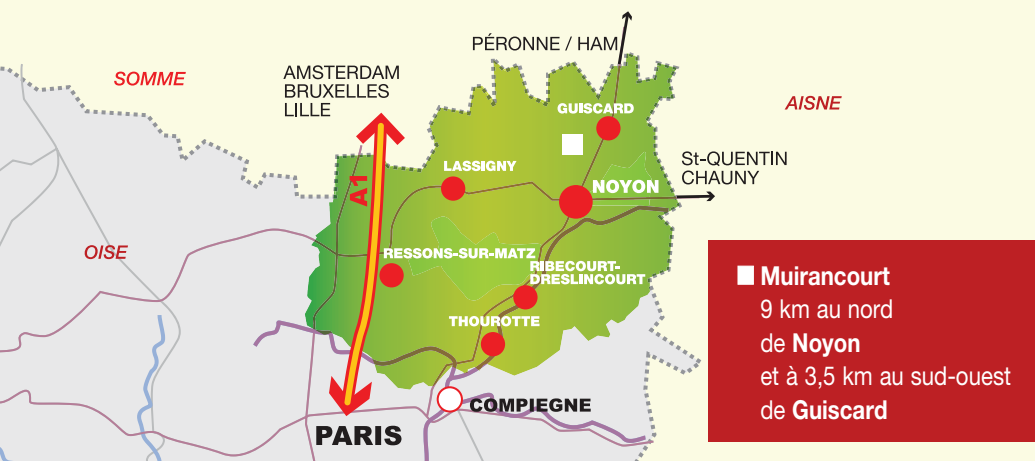 PÉRONNE / HAM
SOMME
AMSTERDAM
BRUXELLES
LILLE
AISNE
GUISCARD
St-QUENTIN
CHAUNY
LASSIGNY
NOYON
A1
OISE
RESSONS-SUR-MATZ
RIBECOURT-
DRESLINCOURT
THOUROTTE
COMPIEGNE
PARIS
Muirancourt
9 km au nord
de Noyon
et à 3,5 km au sud-ouest
de Guiscard